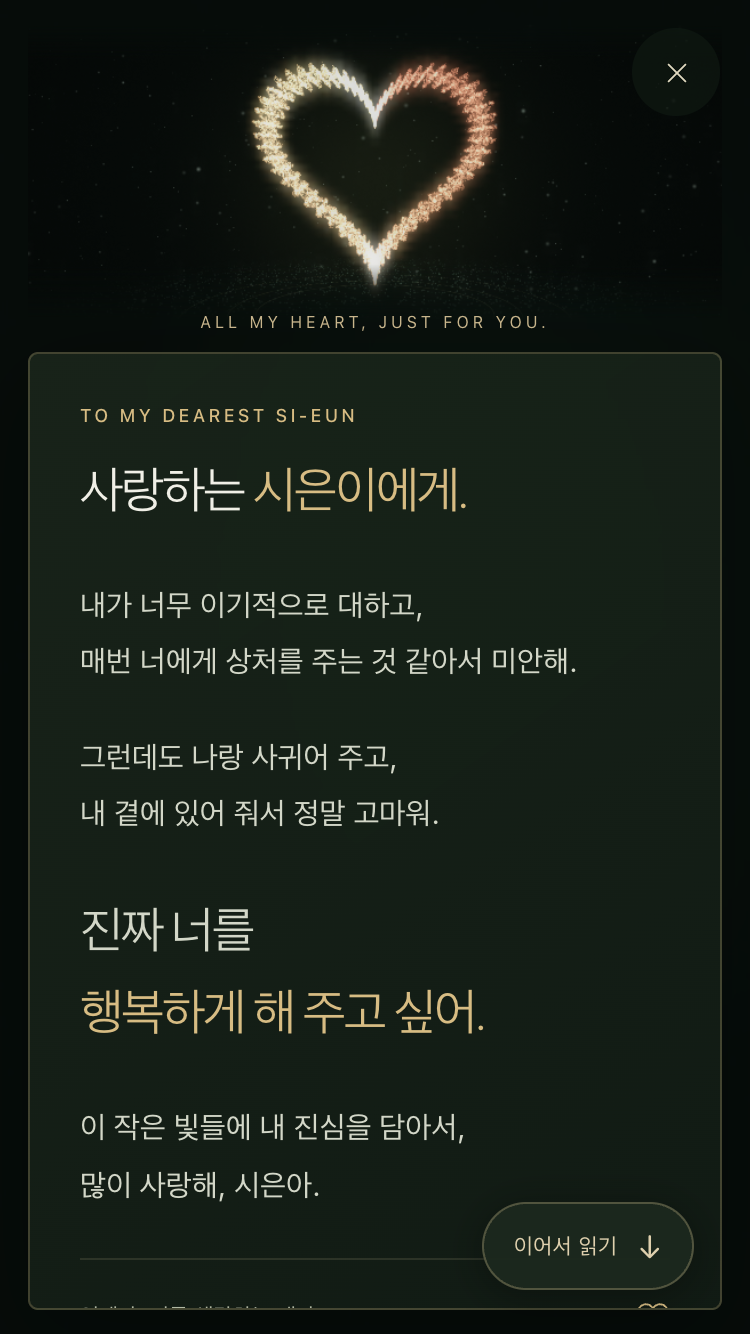 ALL MY HEART, JUST FOR YOU.
TO MY DEAREST SI-EUN
사랑하는 시은이에게.
내가 너무 이기적으로 대하고,
매번 너에게 상처를 주는 것 같아서 미안해.
그런데도 나랑 사귀어 주고,
내 곁에 있어 줘서 정말 고마워.
진짜 너를
행복하게 해 주고 싶어.
이 작은 빛들에 내 진심을 담아서,
많이 사랑해, 시은아.
이어서 읽기